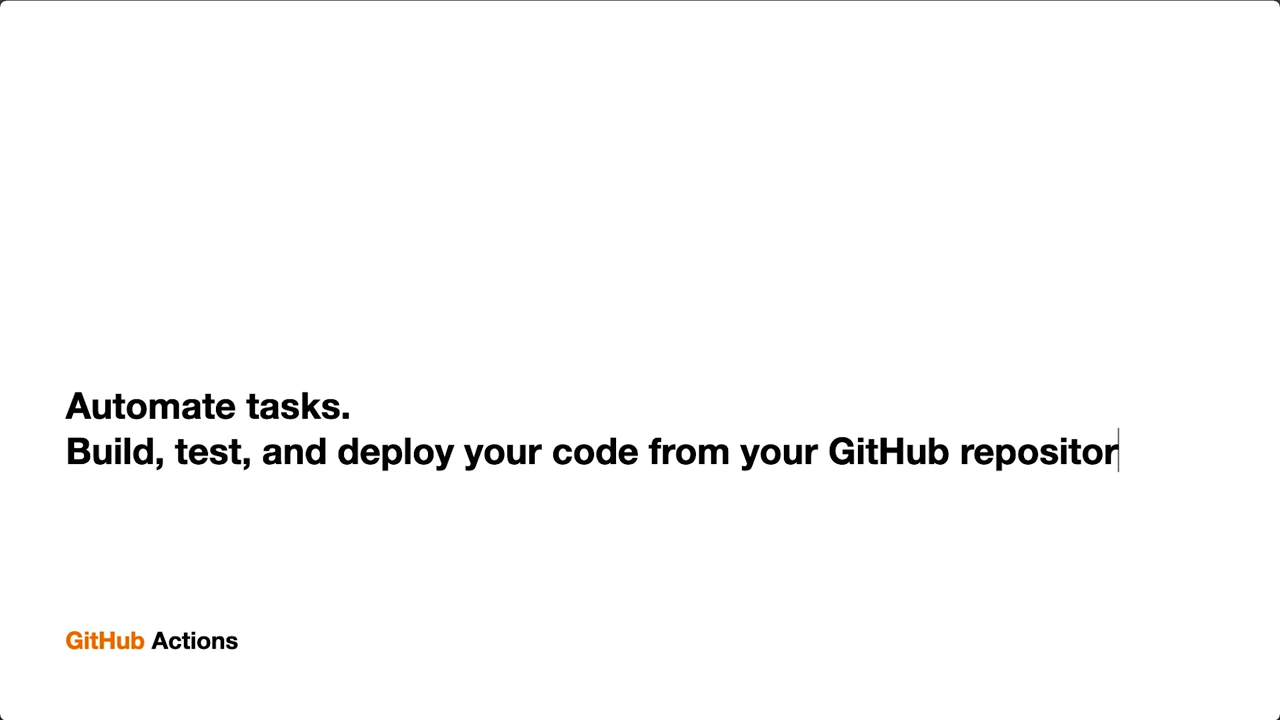 Automate tasks.
Build, test, and deploy your code from your GitHub repositor
GitHub Actions